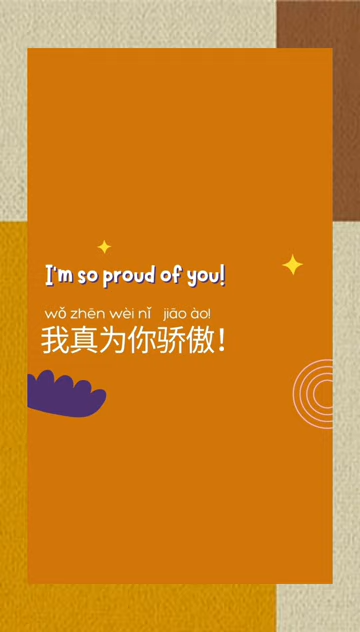 I'm so proud of you!
wǒ zhēn wèi nǐ jiāo ào!
我真为你骄傲！